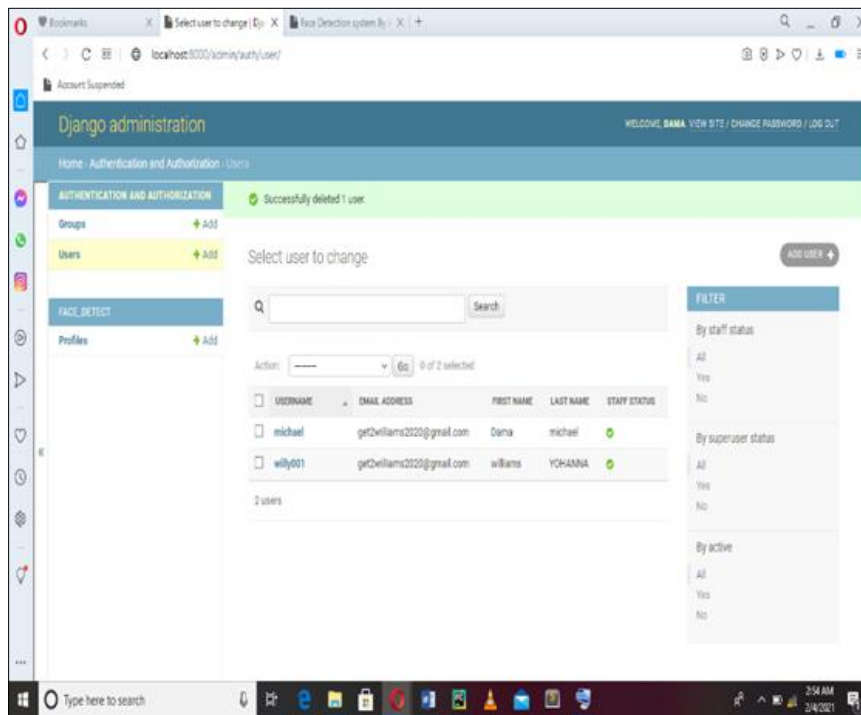 Bookmarks
Select user to change | Dj
Face Detection system By
localhost:8000/admin/auth/user/
Account Suspended
Django administration
WELCOME, DAMA. VIEW SITE / CHANGE PASSWORD / LOG OUT
Home › Authentication and Authorization › Users
AUTHENTICATION AND AUTHORIZATION
Groups
+ Add
Users
+ Add
FACE_DETECT
Profiles
+ Add
Successfully deleted 1 user.
Select user to change
ADD USER +
Search
Action: ---------
Go
0 of 2 selected
USERNAME EMAIL ADDRESS FIRST NAME LAST NAME STAFF STATUS
michael get2williams2020@gmail.com Dama michael
willy001 get2williams2020@gmail.com williams YOHANNA
2 users
FILTER
By staff status
All
Yes
No
By superuser status
All
Yes
No
By active
All
Yes
No
Type here to search
2:54 AM
2/4/2021